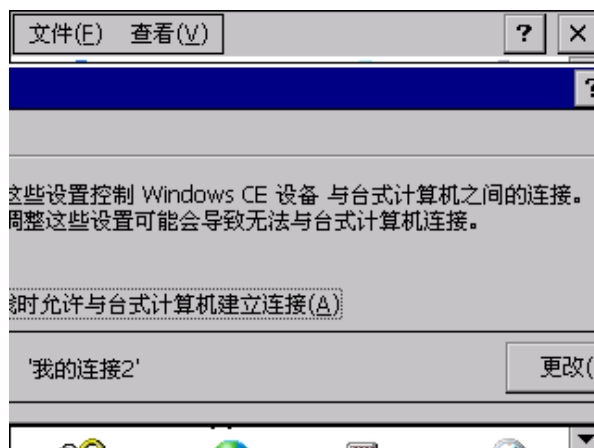 文件(F) 查看(V) ? ×
?
这些设置控制 Windows CE 设备 与台式计算机之间的连接。
调整这些设置可能会导致无法与台式计算机连接。
时允许与台式计算机建立连接(A)
'我的连接2' 更改(